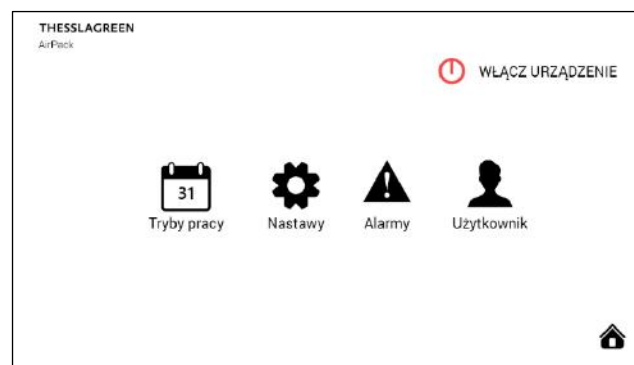 THESSLAGREEN
AirPack
WŁĄCZ URZĄDZENIE
31
Tryby pracy
Nastawy
Alarmy
Użytkownik